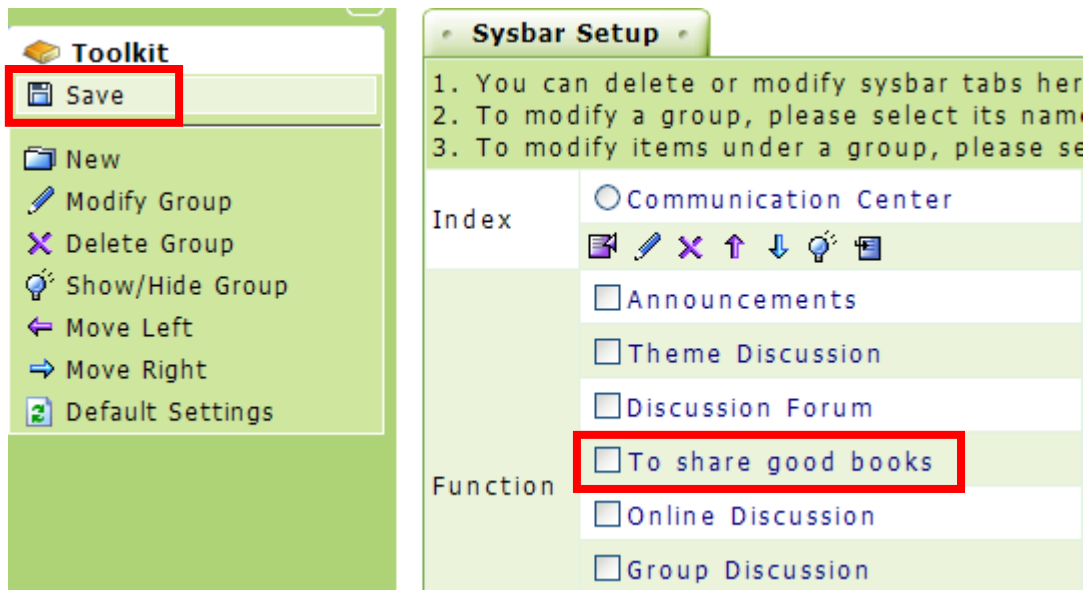 Toolkit
Save
New
Modify Group
Delete Group
Show/Hide Group
Move Left
Move Right
Default Settings
Sysbar Setup
1. You can delete or modify sysbar tabs her
2. To modify a group, please select its name
3. To modify items under a group, please se
Index
Communication Center
Function
Announcements
Theme Discussion
Discussion Forum
To share good books
Online Discussion
Group Discussion